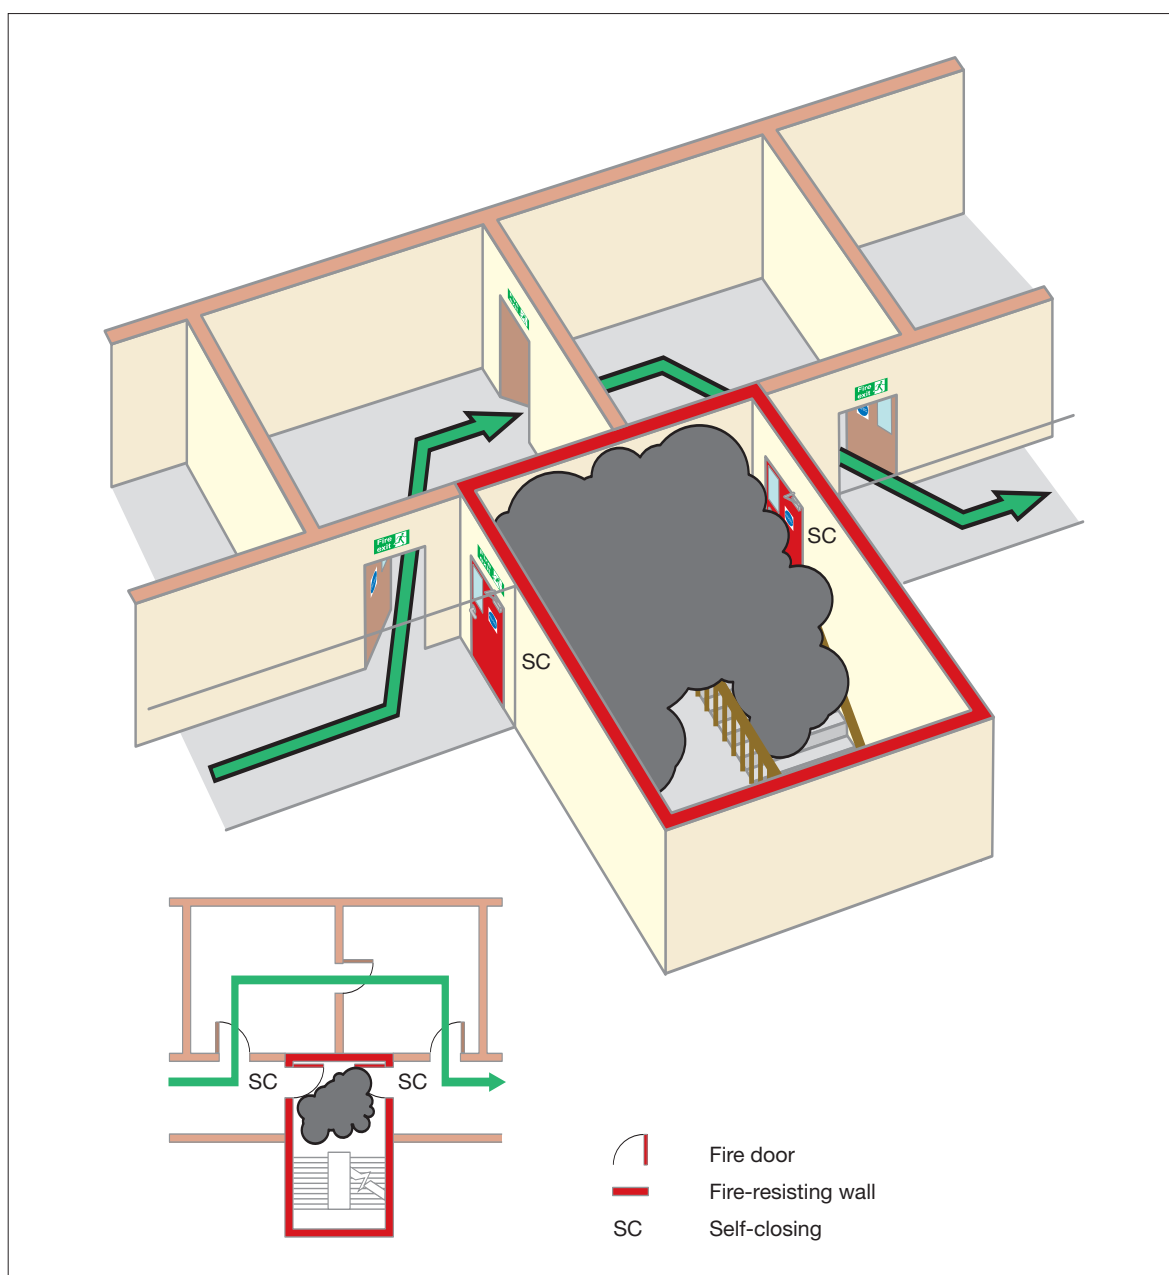 Fire
exit
Fire
exit
SC
SC
SC
SC
Fire door
Fire-resisting wall
SC
Self-closing